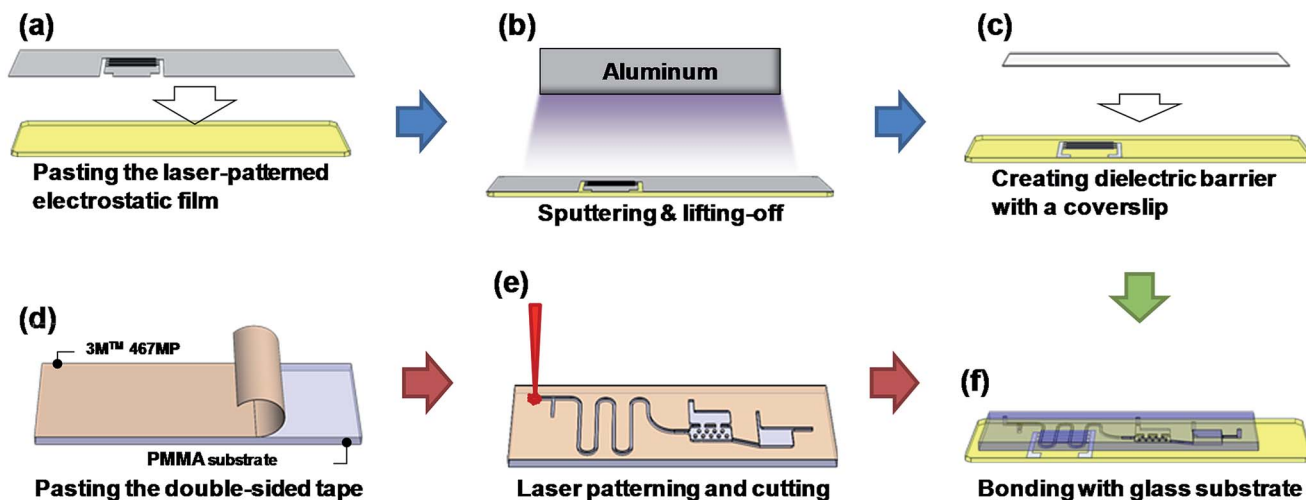 (a)
Pasting the laser-patterned
electrostatic film
(b)
Aluminum
Sputtering & lifting-off
(c)
Creating dielectric barrier
with a coverslip
(d)
3M™ 467MP
PMMA substrate
Pasting the double-sided tape
(e)
Laser patterning and cutting
(f)
Bonding with glass substrate